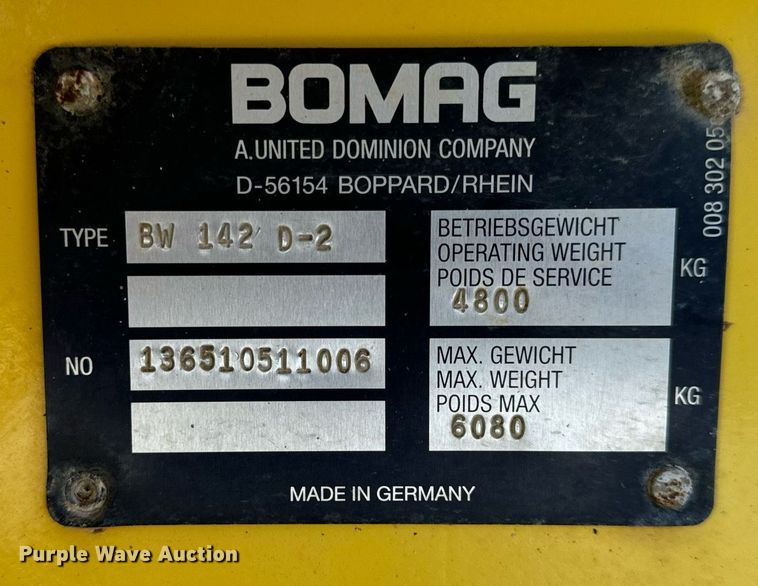 BOMAG
A.UNITED DOMINION COMPANY
D-56154 BOPPARD/RHEIN
TYPE BW 142 D-2
BETRIEBSGEWICHT
OPERATING WEIGHT
POIDS DE SERVICE
4800 KG
NO 136510511006
MAX. GEWICHT
MAX. WEIGHT
POIDS MAX
6080 KG
MADE IN GERMANY
008 302 05
Purple Wave Auction